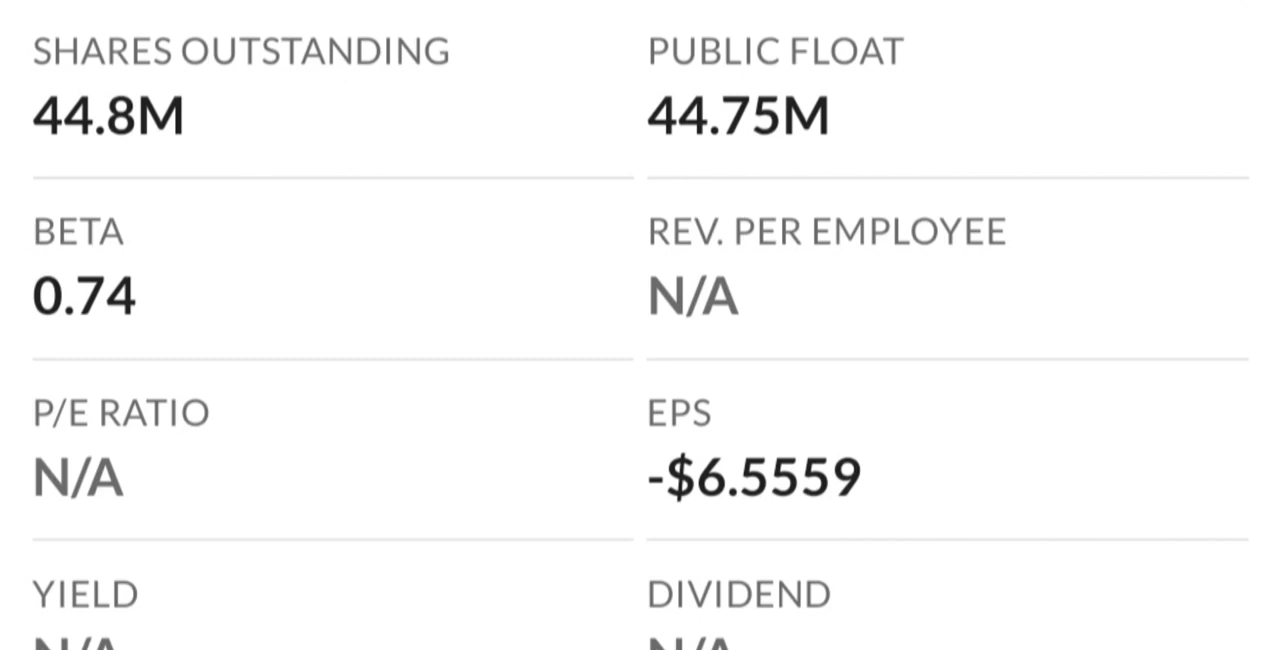 SHARES OUTSTANDING
44.8M
PUBLIC FLOAT
44.75M
BETA
0.74
REV. PER EMPLOYEE
N/A
P/E RATIO
N/A
EPS
-$6.5559
YIELD
N/A
DIVIDEND
N/A